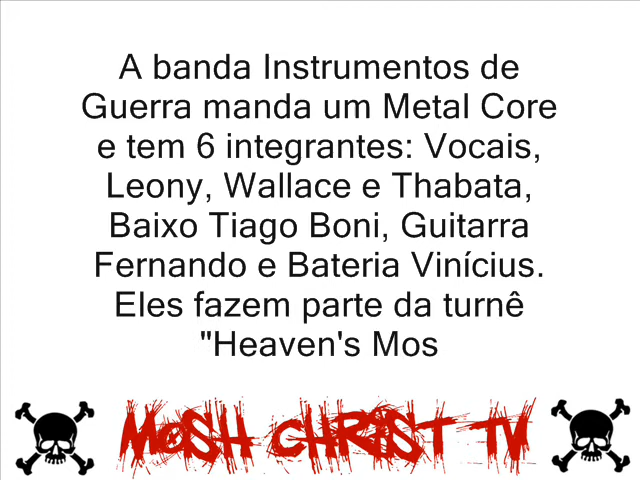 A banda Instrumentos de
Guerra manda um Metal Core
e tem 6 integrantes: Vocais,
Leony, Wallace e Thabata,
Baixo Tiago Boni, Guitarra
Fernando e Bateria Vinícius.
Eles fazem parte da turnê
"Heaven's Mos
MOSH CHRIST TV